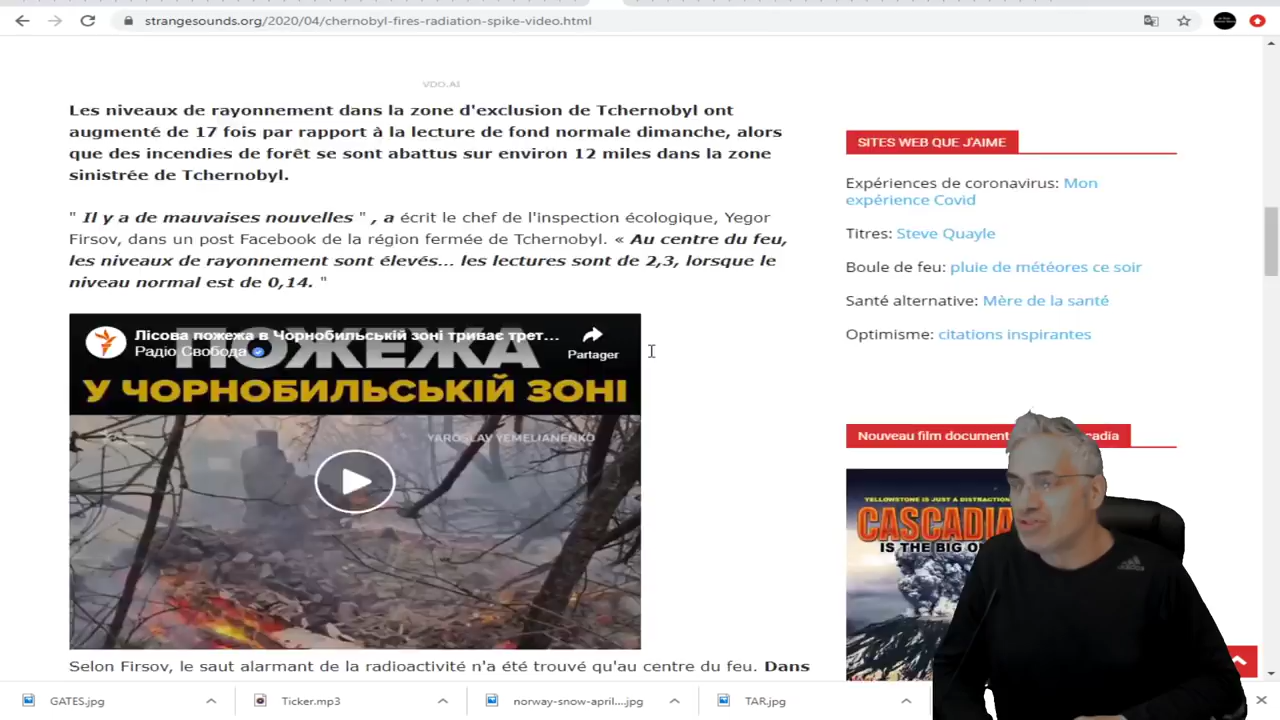 strangesounds.org/2020/04/chernobyl-fires-radiation-spike-video.html
VDO.AI
Les niveaux de rayonnement dans la zone d'exclusion de Tchernobyl ont
augmenté de 17 fois par rapport à la lecture de fond normale dimanche, alors
que des incendies de forêt se sont abattus sur environ 12 miles dans la zone
sinistrée de Tchernobyl.
" Il y a de mauvaises nouvelles " , a écrit le chef de l'inspection écologique, Yegor
Firsov, dans un post Facebook de la région fermée de Tchernobyl. « Au centre du feu,
les niveaux de rayonnement sont élevés... les lectures sont de 2,3, lorsque le
niveau normal est de 0,14. "
Лісова пожежа в Чорнобильській зоні триває трет...
Радіо Свобода
Partager
ПОЖЕЖА
У ЧОРНОБИЛЬСЬКІЙ ЗОНІ
YAROSLAV YEMELIANENKO
Selon Firsov, le saut alarmant de la radioactivité n'a été trouvé qu'au centre du feu. Dans
SITES WEB QUE J'AIME
Expériences de coronavirus: Mon
expérience Covid
Titres: Steve Quayle
Boule de feu: pluie de météores ce soir
Santé alternative: Mère de la santé
Optimisme: citations inspirantes
Nouveau film document adia
YELLOWSTONE IS JUST A DISTRACTI
CASCADIA
IS THE BIG O
adidas
GATES.jpg
Ticker.mp3
norway-snow-april....jpg
TAR.jpg